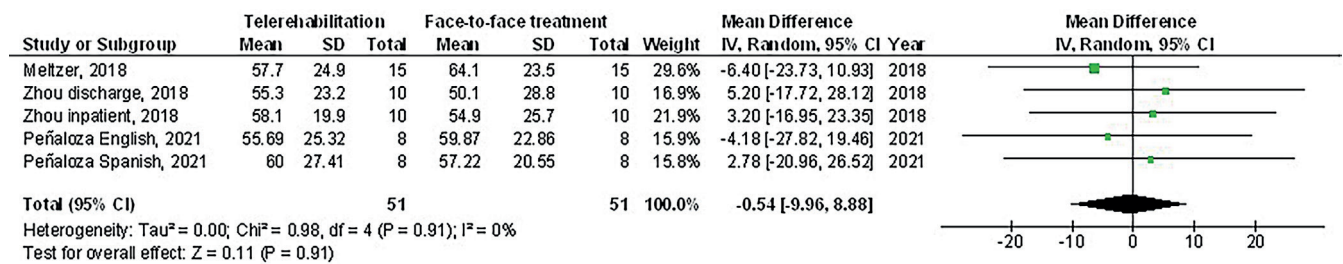 Telerehabilitation Face-to-face treatment Mean Difference Mean Difference
Study or Subgroup Mean SD Total Mean SD Total Weight IV, Random, 95% CI Year IV, Random, 95% CI
Meltzer, 2018 57.7 24.9 15 64.1 23.5 15 29.6% -6.40 [-23.73, 10.93] 2018
Zhou discharge, 2018 55.3 23.2 10 50.1 28.8 10 16.9% 5.20 [-17.72, 28.12] 2018
Zhou inpatient, 2018 58.1 19.9 10 54.9 25.7 10 21.9% 3.20 [-16.95, 23.35] 2018
Peñaloza English, 2021 55.69 25.32 8 59.87 22.86 8 15.9% -4.18 [-27.82, 19.46] 2021
Peñaloza Spanish, 2021 60 27.41 8 57.22 20.55 8 15.8% 2.78 [-20.96, 26.52] 2021
Total (95% CI) 51 51 100.0% -0.54 [-9.96, 8.88]
Heterogeneity: Tau² = 0.00; Chi² = 0.98, df = 4 (P = 0.91); I² = 0%
Test for overall effect: Z = 0.11 (P = 0.91)
-20 -10 0 10 20